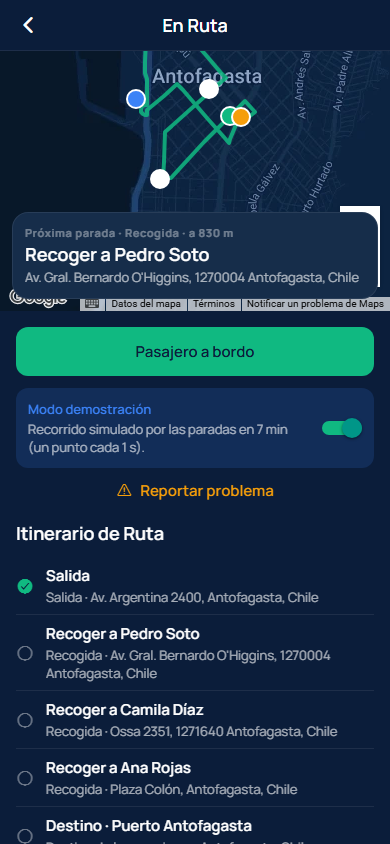 En Ruta
Antofagasta
Av. Andrés Sa
Av. Padre Al
ella Gálvez
erto Hurtado
Próxima parada · Recogida · a 830 m
Recoger a Pedro Soto
Av. Gral. Bernardo O'Higgins, 1270004 Antofagasta, Chile
Google
Datos del mapa
Términos
Notificar un problema de Maps
Pasajero a bordo
Modo demostración
Recorrido simulado por las paradas en 7 min
(un punto cada 1 s).
Reportar problema
Itinerario de Ruta
Salida
Salida · Av. Argentina 2400, Antofagasta, Chile
Recoger a Pedro Soto
Recogida · Av. Gral. Bernardo O'Higgins, 1270004
Antofagasta, Chile
Recoger a Camila Díaz
Recogida · Ossa 2351, 1271640 Antofagasta, Chile
Recoger a Ana Rojas
Recogida · Plaza Colón, Antofagasta, Chile
Destino · Puerto Antofagasta